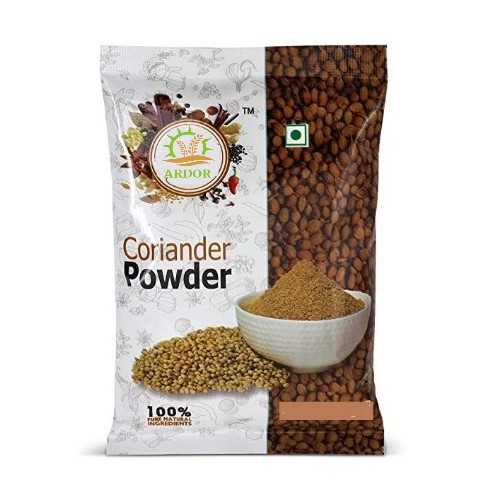 TM
ARDOR
Coriander
Powder
100%
PURE NATURAL
INGREDIENTS